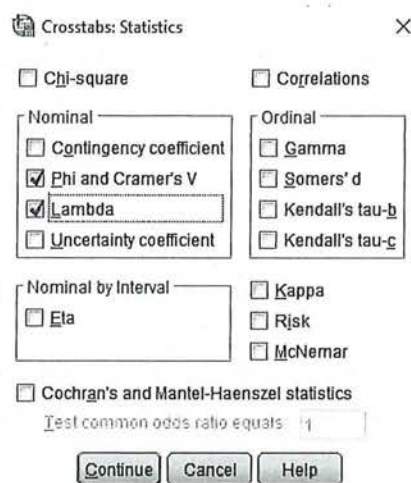 Crosstabs: Statistics
Chi-square
Correlations
Nominal
Contingency coefficient
Phi and Cramer's V
Lambda
Uncertainty coefficient
Ordinal
Gamma
Somers' d
Kendall's tau-b
Kendall's tau-c
Nominal by Interval
Eta
Kappa
Risk
McNemar
Cochran's and Mantel-Haenszel statistics
Test common odds ratio equals: 1
Continue Cancel Help